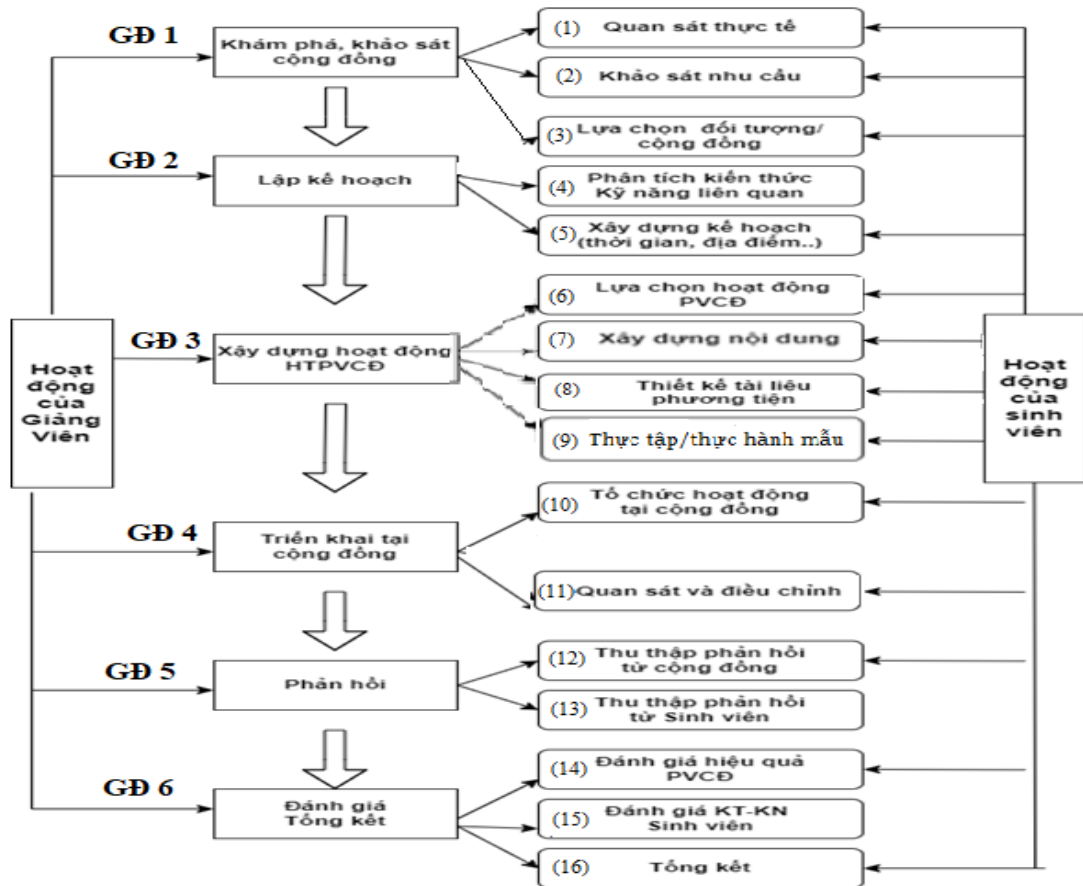 GĐ 1
Khám phá, khảo sát
cộng đồng
(1) Quan sát thực tế
(2) Khảo sát nhu cầu
(3) Lựa chọn đối tượng/
cộng đồng
GĐ 2
Lập kế hoạch
(4) Phân tích kiến thức
Kỹ năng liên quan
(5) Xây dựng kế hoạch
(thời gian, địa điểm..)
GĐ 3
Xây dựng hoạt động
HTPVCĐ
(6) Lựa chọn hoạt động
PVCĐ
(7) Xây dựng nội dung
(8) Thiết kế tài liệu
phương tiện
(9) Thực tập/thực hành mẫu
Hoạt
động
của
Giảng
Viên
Hoạt
động
của
sinh
viên
GĐ 4
Triển khai tại
cộng đồng
(10) Tổ chức hoạt động
tại cộng đồng
(11) Quan sát và điều chỉnh
GĐ 5
Phản hồi
(12) Thu thập phản hồi
từ cộng đồng
(13) Thu thập phản hồi
từ Sinh viên
GĐ 6
Đánh giá
Tổng kết
(14) Đánh giá hiệu quả
PVCĐ
(15) Đánh giá KT-KN
Sinh viên
(16) Tổng kết